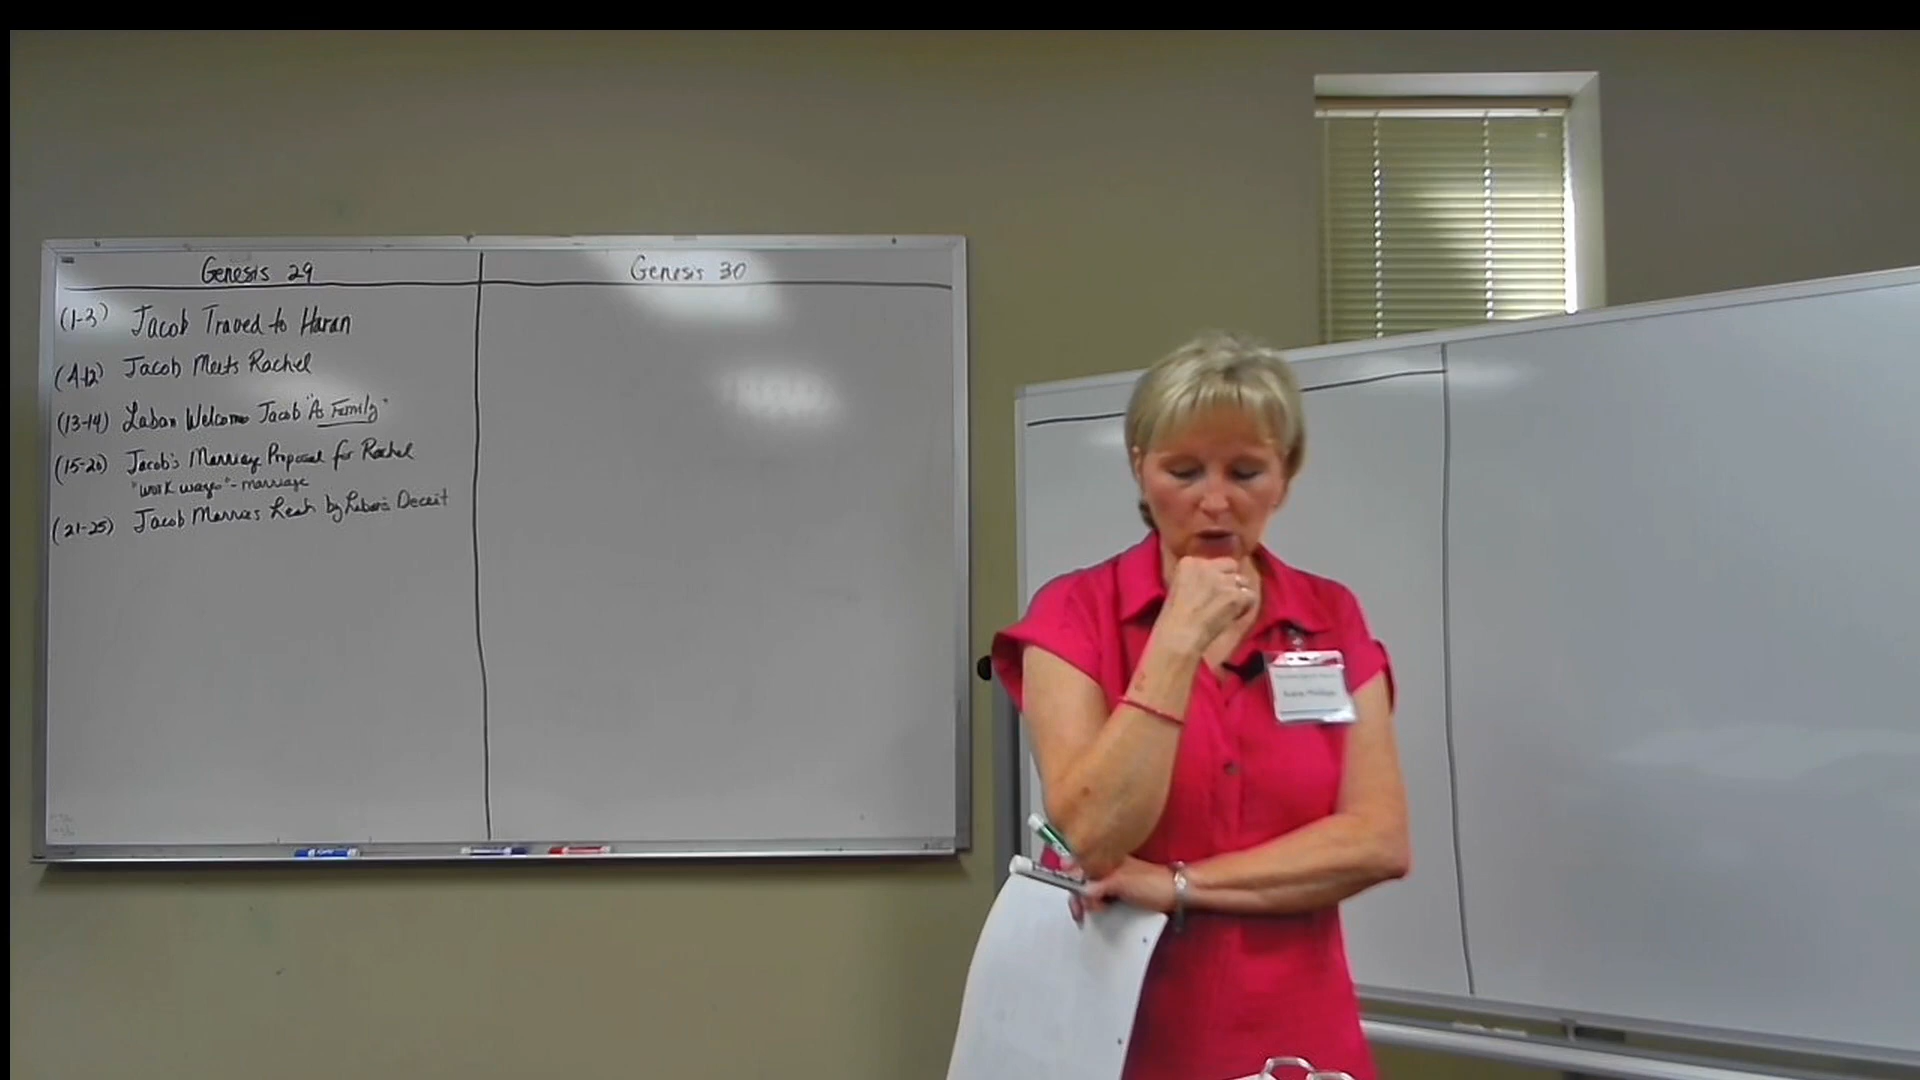 Genesis 29
Genesis 30
(1-3) Jacob Traved to Haran
(4-12) Jacob Meets Rachel
(13-14) Laban Welcome Jacob "As Family"
(15-20) Jacob's Marriage Proposal for Rachel
"work wages" - marriage
(21-25) Jacob Marries Leah by Laban's Deceit